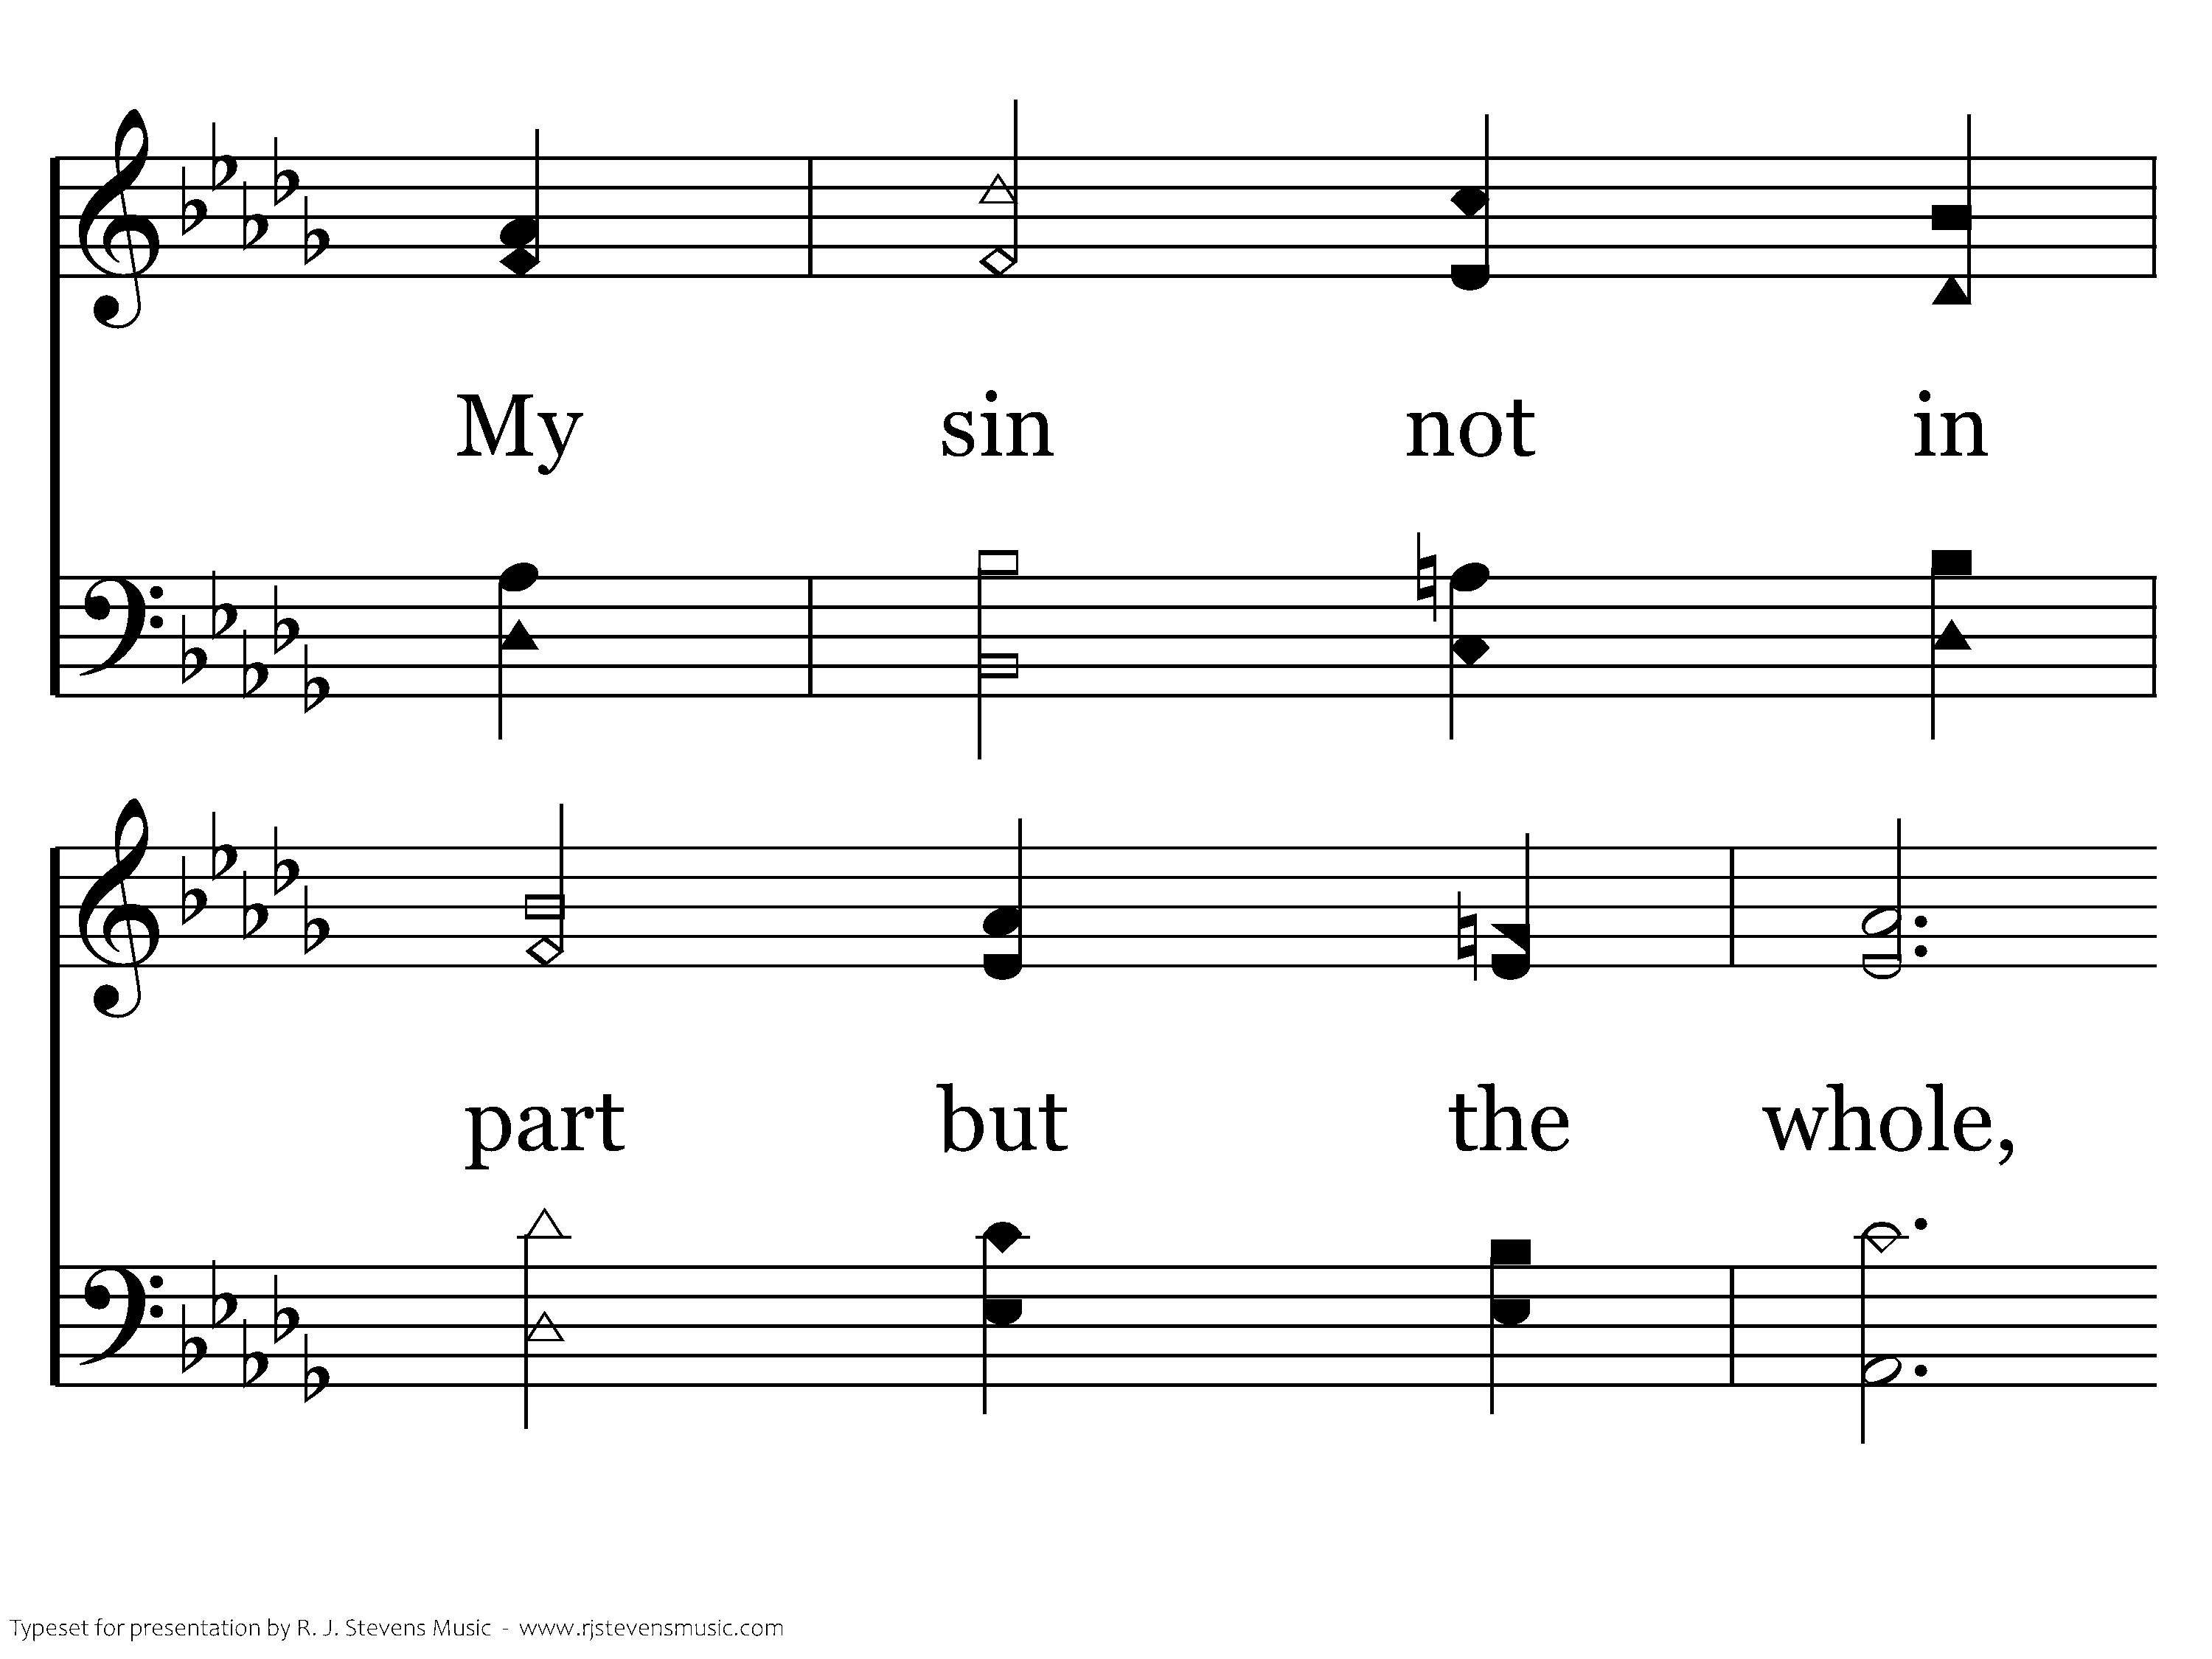 My sin not in
part but the whole,
Typeset for presentation by R. J. Stevens Music - www.rjstevensmusic.com